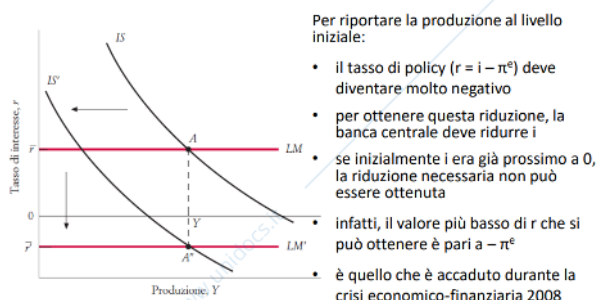 Per riportare la produzione al livello
iniziale:
• il tasso di policy (r = i – πᵉ) deve
diventare molto negativo
• per ottenere questa riduzione, la
banca centrale deve ridurre i
• se inizialmente i era già prossimo a 0,
la riduzione necessaria non può
essere ottenuta
• infatti, il valore più basso di r che si
può ottenere è pari a – πᵉ
• è quello che è accaduto durante la
crisi economico-finanziaria 2008
IS
IS'
Tasso di interesse, r
r̅
A
LM
0
Y
r̅'
LM'
A"
Produzione, Y